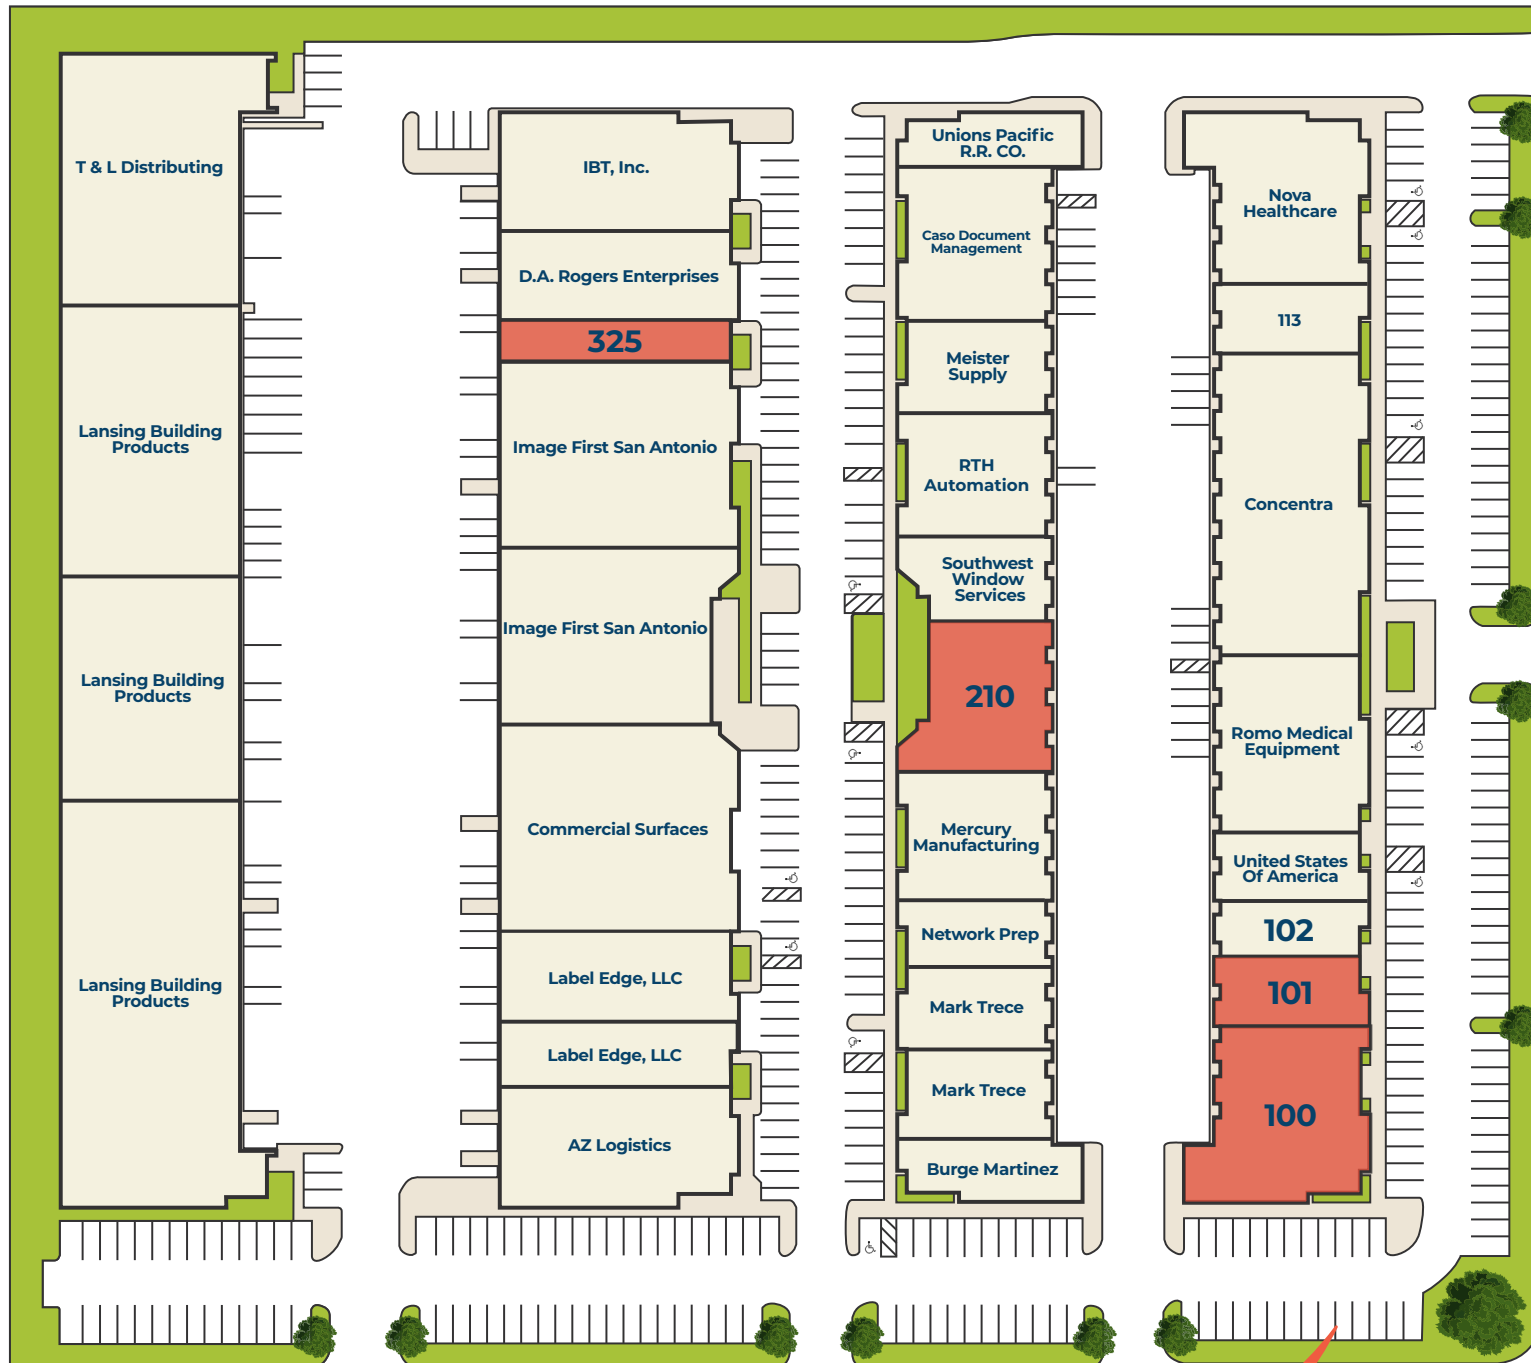 T & L Distributing
Lansing Building
Products
Lansing Building
Products
Lansing Building
Products
IBT, Inc.
D.A. Rogers Enterprises
325
Image First San Antonio
Image First San Antonio
Commercial Surfaces
Label Edge, LLC
Label Edge, LLC
AZ Logistics
Unions Pacific
R.R. CO.
Caso Document
Management
Meister
Supply
RTH
Automation
Southwest
Window
Services
210
Mercury
Manufacturing
Network Prep
Mark Trece
Mark Trece
Burge Martinez
Nova
Healthcare
113
Concentra
Romo Medical
Equipment
United States
Of America
102
101
100